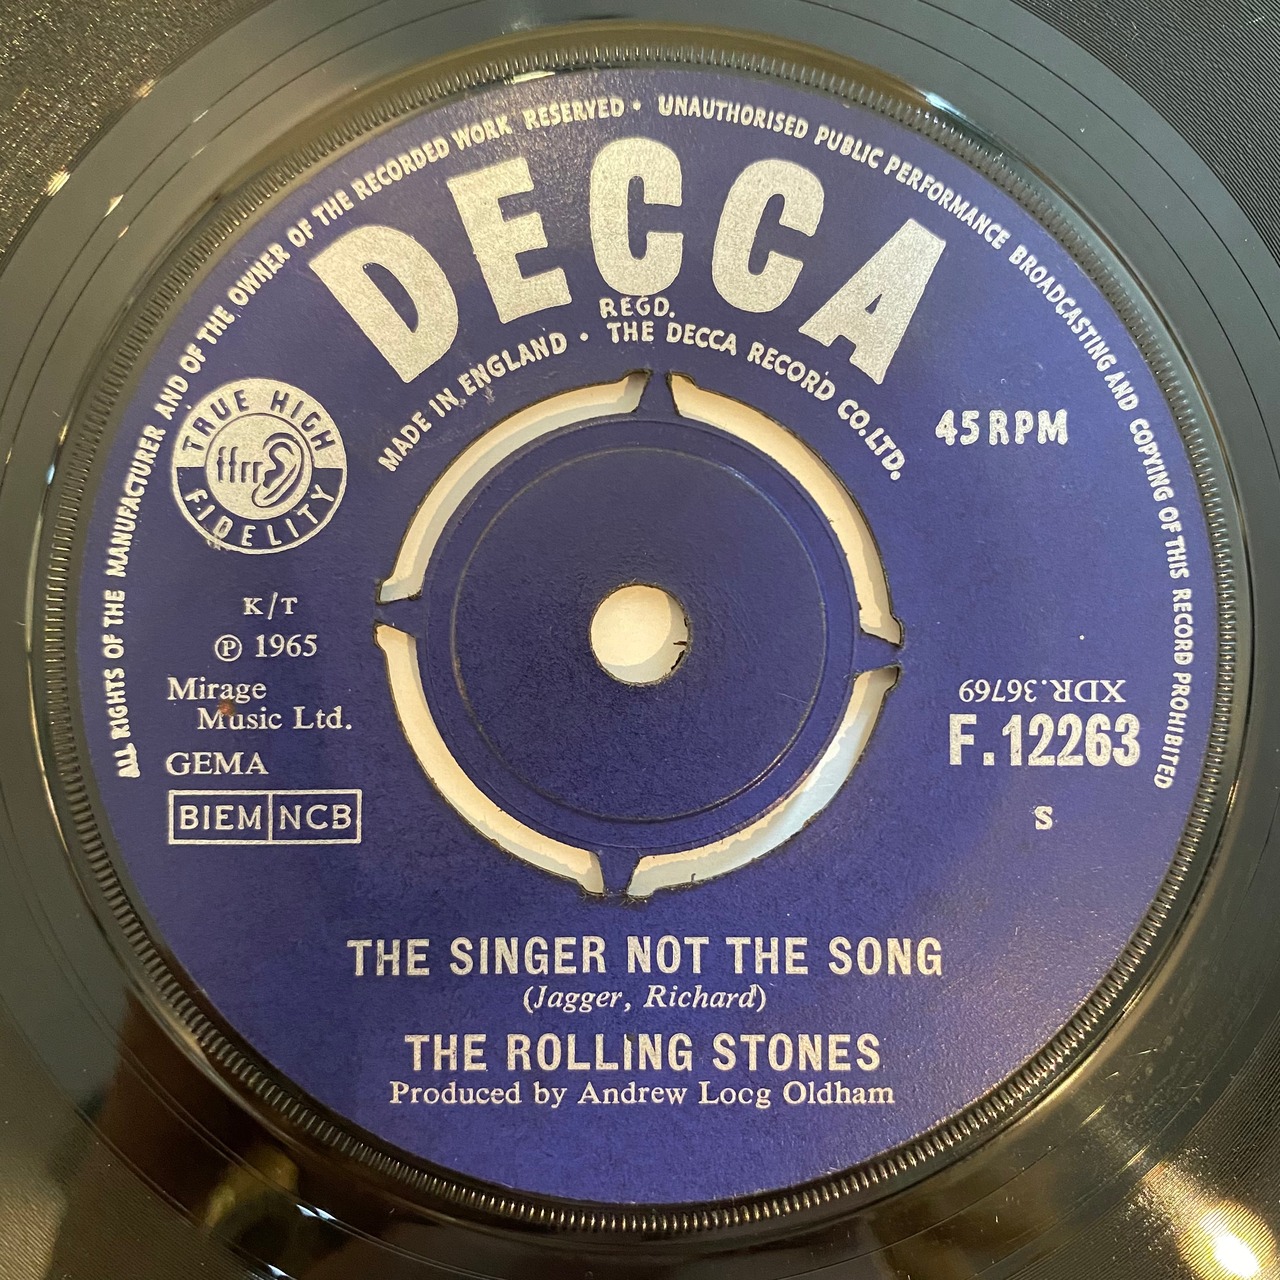 ALL RIGHTS OF THE MANUFACTURER AND OF THE OWNER OF THE RECORDED WORK RESERVED • UNAUTHORISED PUBLIC PERFORMANCE BROADCASTING AND COPYING OF THIS RECORD PROHIBITED
DECCA
REGD.
MADE IN ENGLAND • THE DECCA RECORD CO. LTD.
TRUE HIGH
ffrr
FIDELITY
45 RPM
K/T
℗ 1965
Mirage
Music Ltd.
GEMA
BIEM NCB
XDR.36769
F.12263
S
THE SINGER NOT THE SONG
(Jagger, Richard)
THE ROLLING STONES
Produced by Andrew Locg Oldham